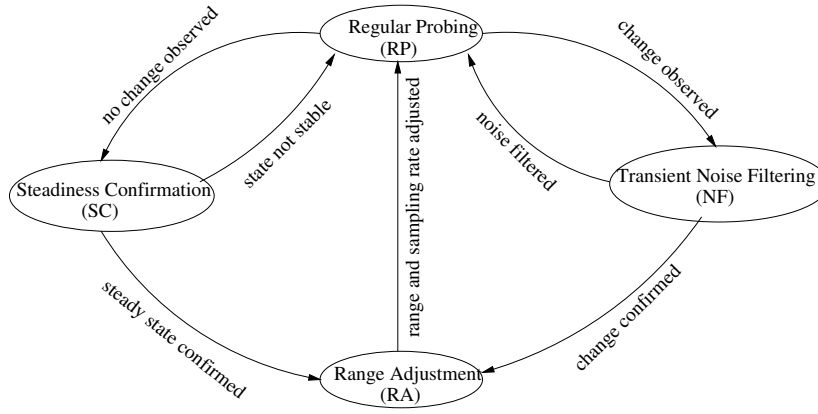 Regular Probing
(RP)
no change observed
change observed
state not stable
noise filtered
range and sampling rate adjusted
Steadiness Confirmation
(SC)
Transient Noise Filtering
(NF)
steady state confirmed
change confirmed
Range Adjustment
(RA)